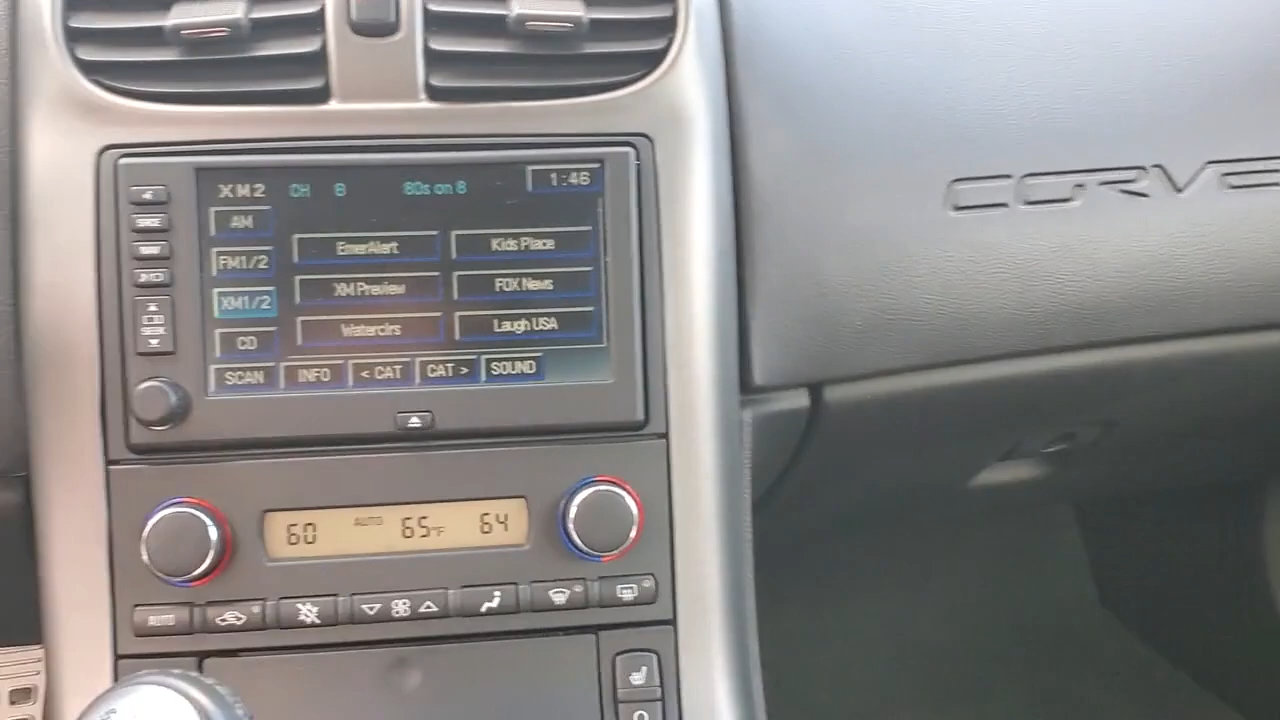 XM2 CH 8 80s on 8 1:46
AM
EmerAlert Kids Place
FM1/2
XM Preview FOX News
XM1/2
Waterclrs Laugh USA
CD
SCAN INFO < CAT CAT > SOUND
SEEK
CORVE
60 AUTO 65°F 64
AUTO